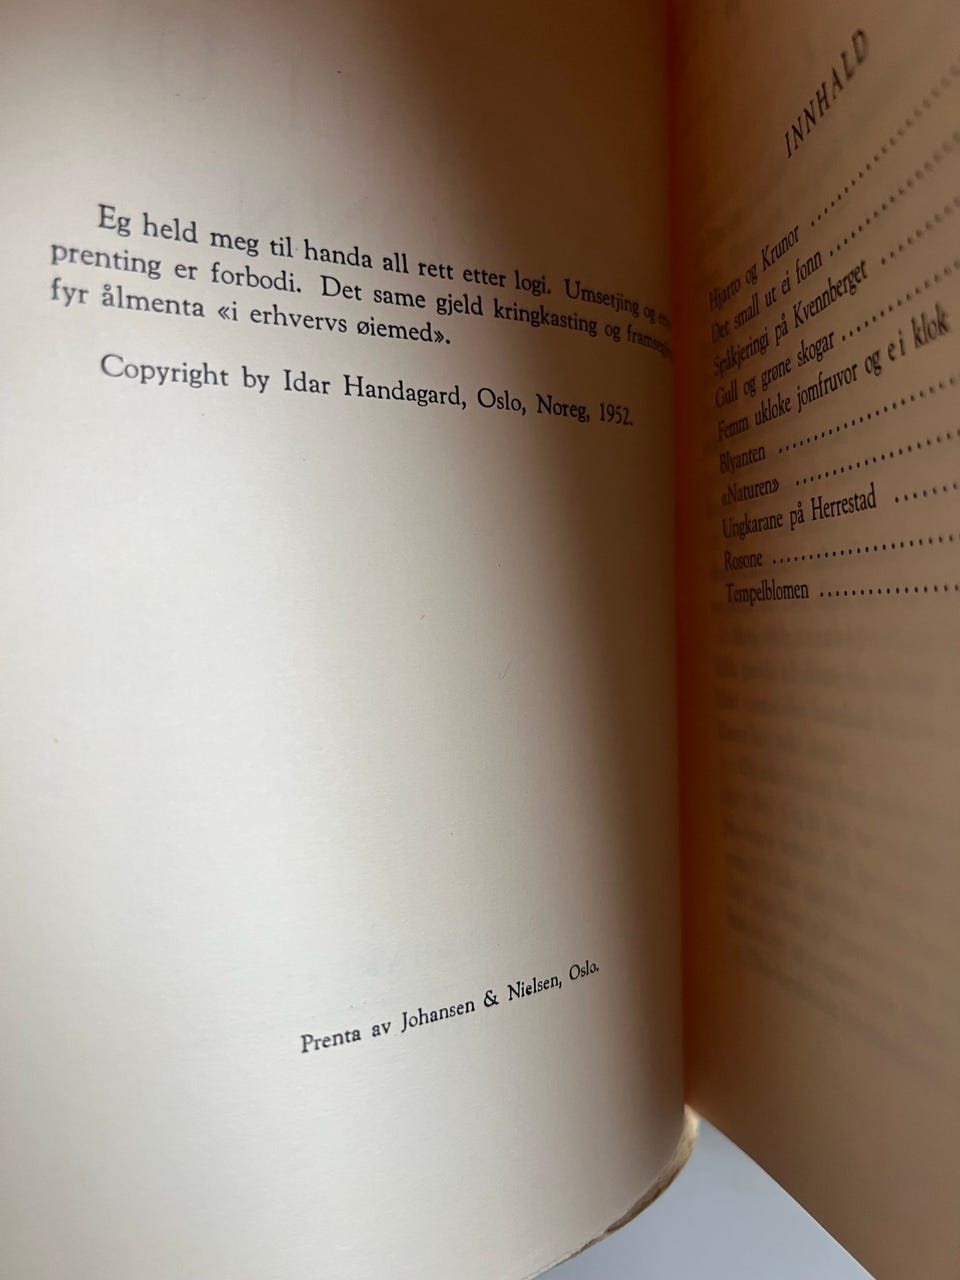 Eg held meg til handa all rett etter logi. Umsetjing og
prenting er forbodi. Det same gjeld kringkasting og
fyr ålmenta «i erhvervs øiemed».
Copyright by Idar Handagard, Oslo, Noreg, 1952.
Prenta av Johansen & Nielsen, Oslo.
INNHALD
Hjarto og Krunor
Det small ut ei fonn
Spåkjeringi på Kvennberget
Gull og grøne skogar
Femm ukloke jomfruvor og ei klok
Blyanten
«Naturen»
Ungkarane på Herrestad
Rosone
Tempelblomen